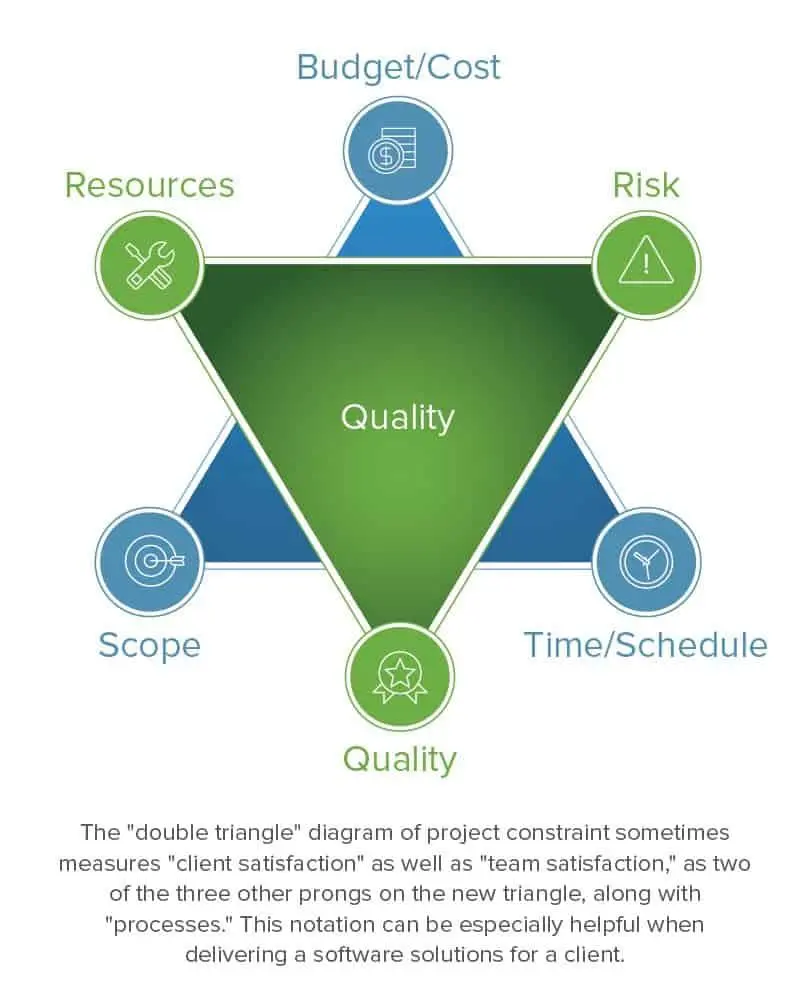 Budget/Cost
Resources
Risk
Quality
Scope
Time/Schedule
Quality
The "double triangle" diagram of project constraint sometimes
measures "client satisfaction" as well as "team satisfaction," as two
of the three other prongs on the new triangle, along with
"processes." This notation can be especially helpful when
delivering a software solutions for a client.